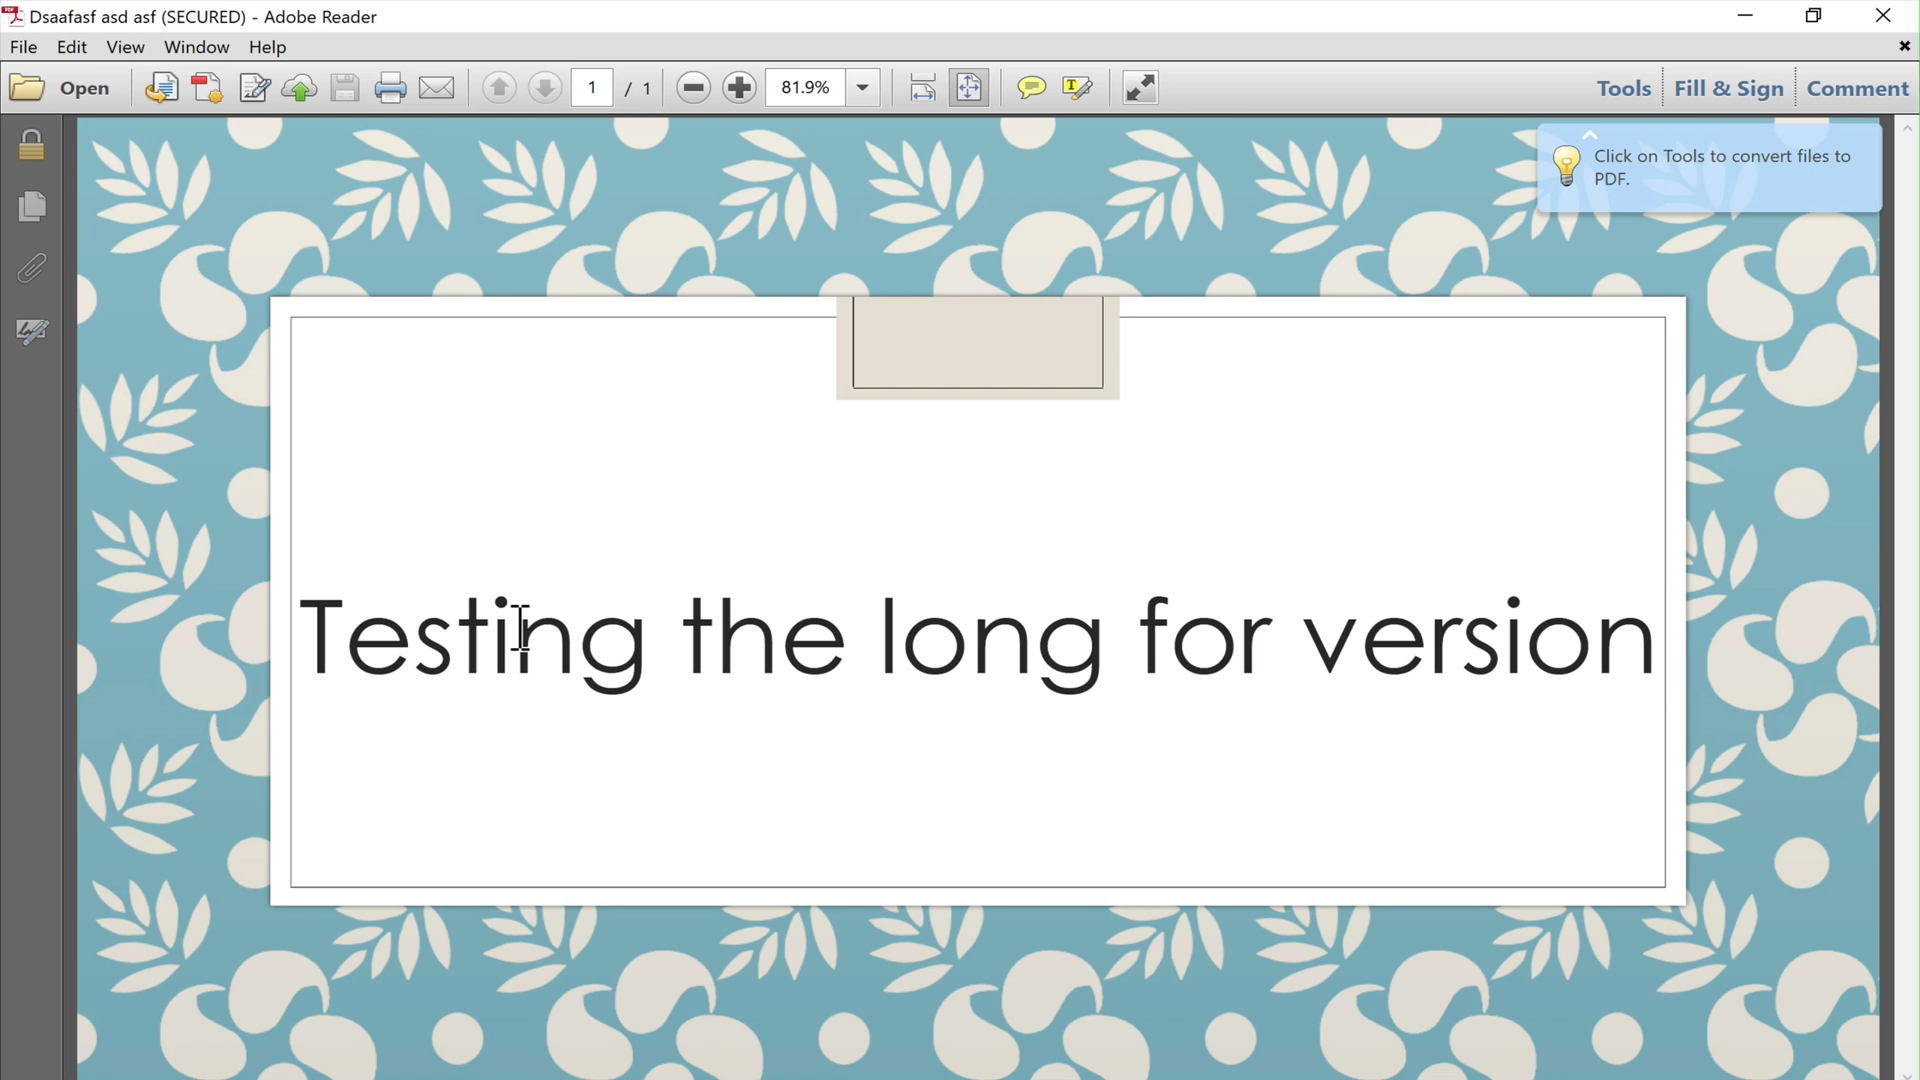 Dsaafasf asd asf (SECURED) - Adobe Reader
File Edit View Window Help
Open 1 / 1 81.9% Tools Fill & Sign Comment
Click on Tools to convert files to
PDF.
Testing the long for version